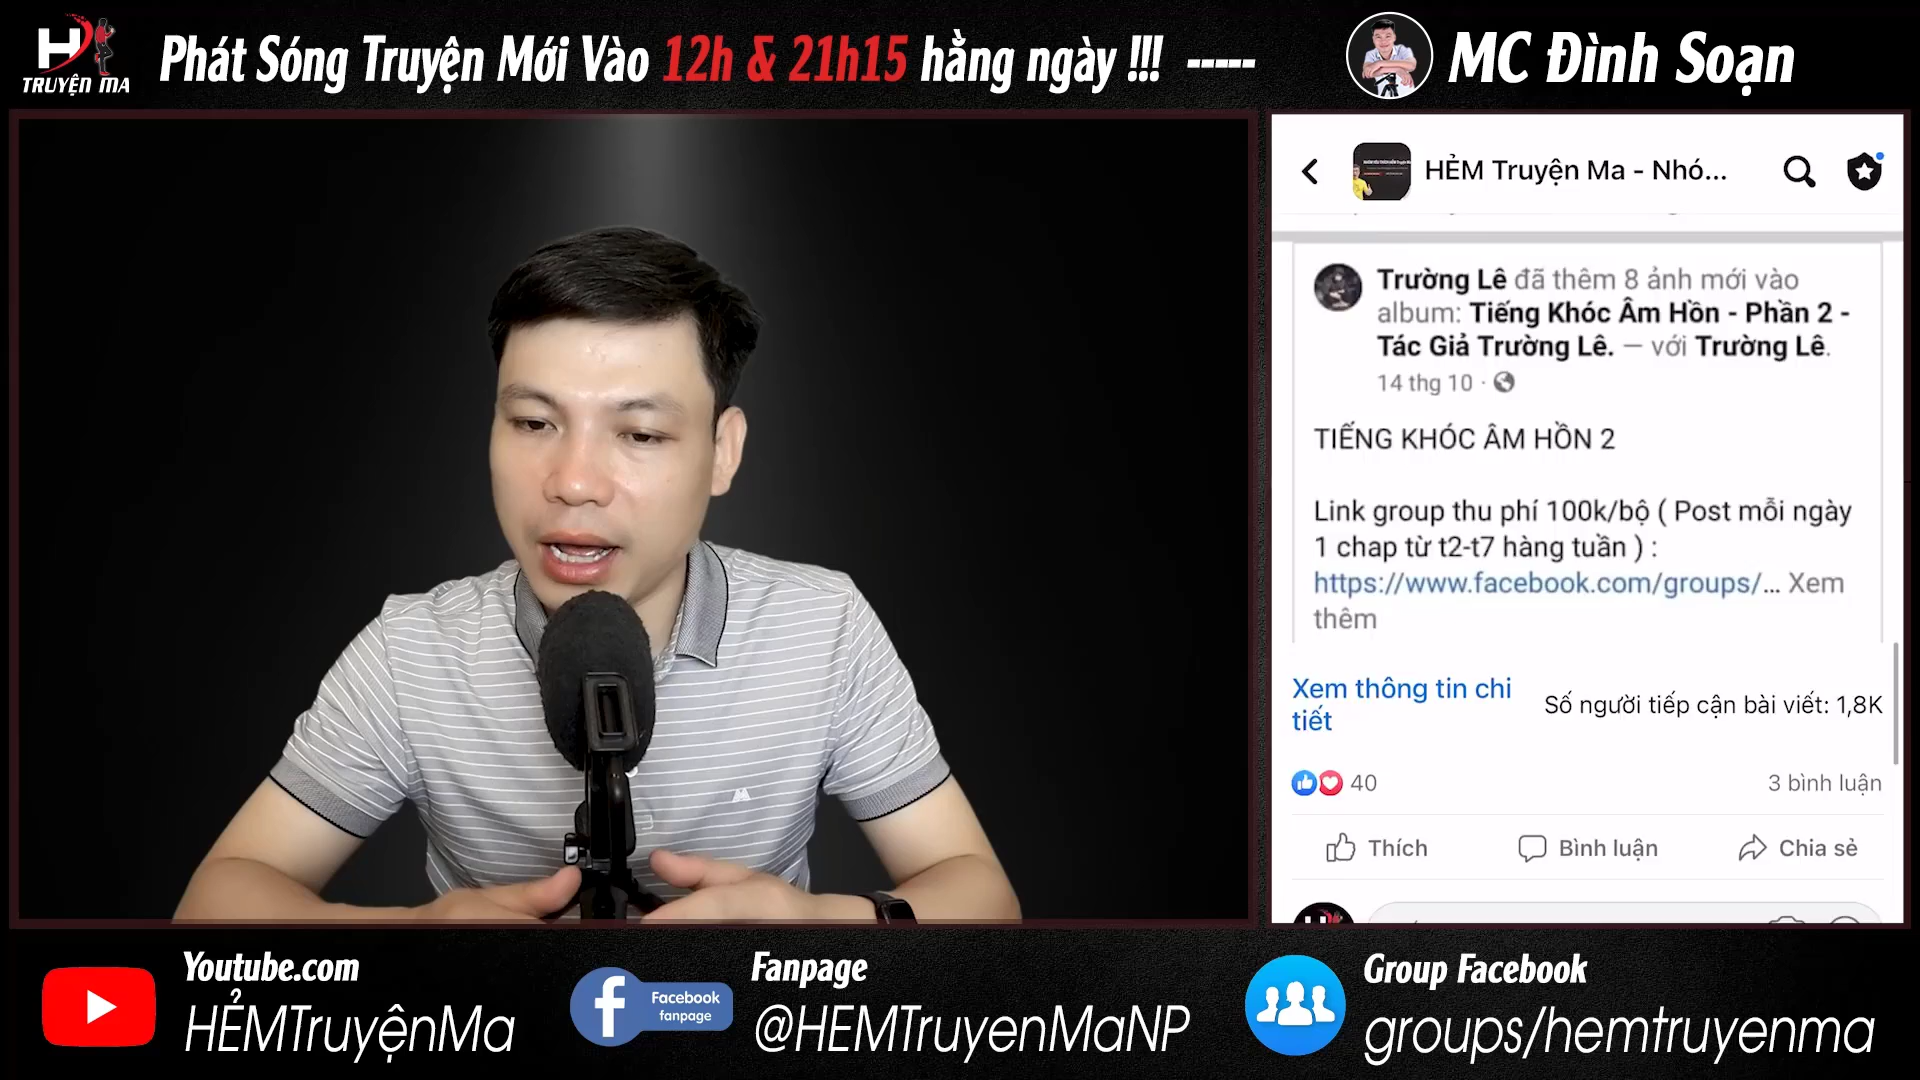 H
TRUYỆN MA
Phát Sóng Truyện Mới Vào 12h & 21h15 hằng ngày !!! -----
MC Đình Soạn
HẺM Truyện Ma - Nhó...
Trường Lê đã thêm 8 ảnh mới vào
album: Tiếng Khóc Âm Hồn - Phần 2 -
Tác Giả Trường Lê. — với Trường Lê.
14 thg 10 ·
TIẾNG KHÓC ÂM HỒN 2
Link group thu phí 100k/bộ ( Post mỗi ngày
1 chap từ t2-t7 hàng tuần ) :
https://www.facebook.com/groups/... Xem
thêm
Xem thông tin chi
tiết
Số người tiếp cận bài viết: 1,8K
40
3 bình luận
Thích
Bình luận
Chia sẻ
Youtube.com
HẺMTruyệnMa
Facebook
fanpage
Fanpage
@HEMTruyenMaNP
Group Facebook
groups/hemtruyenma